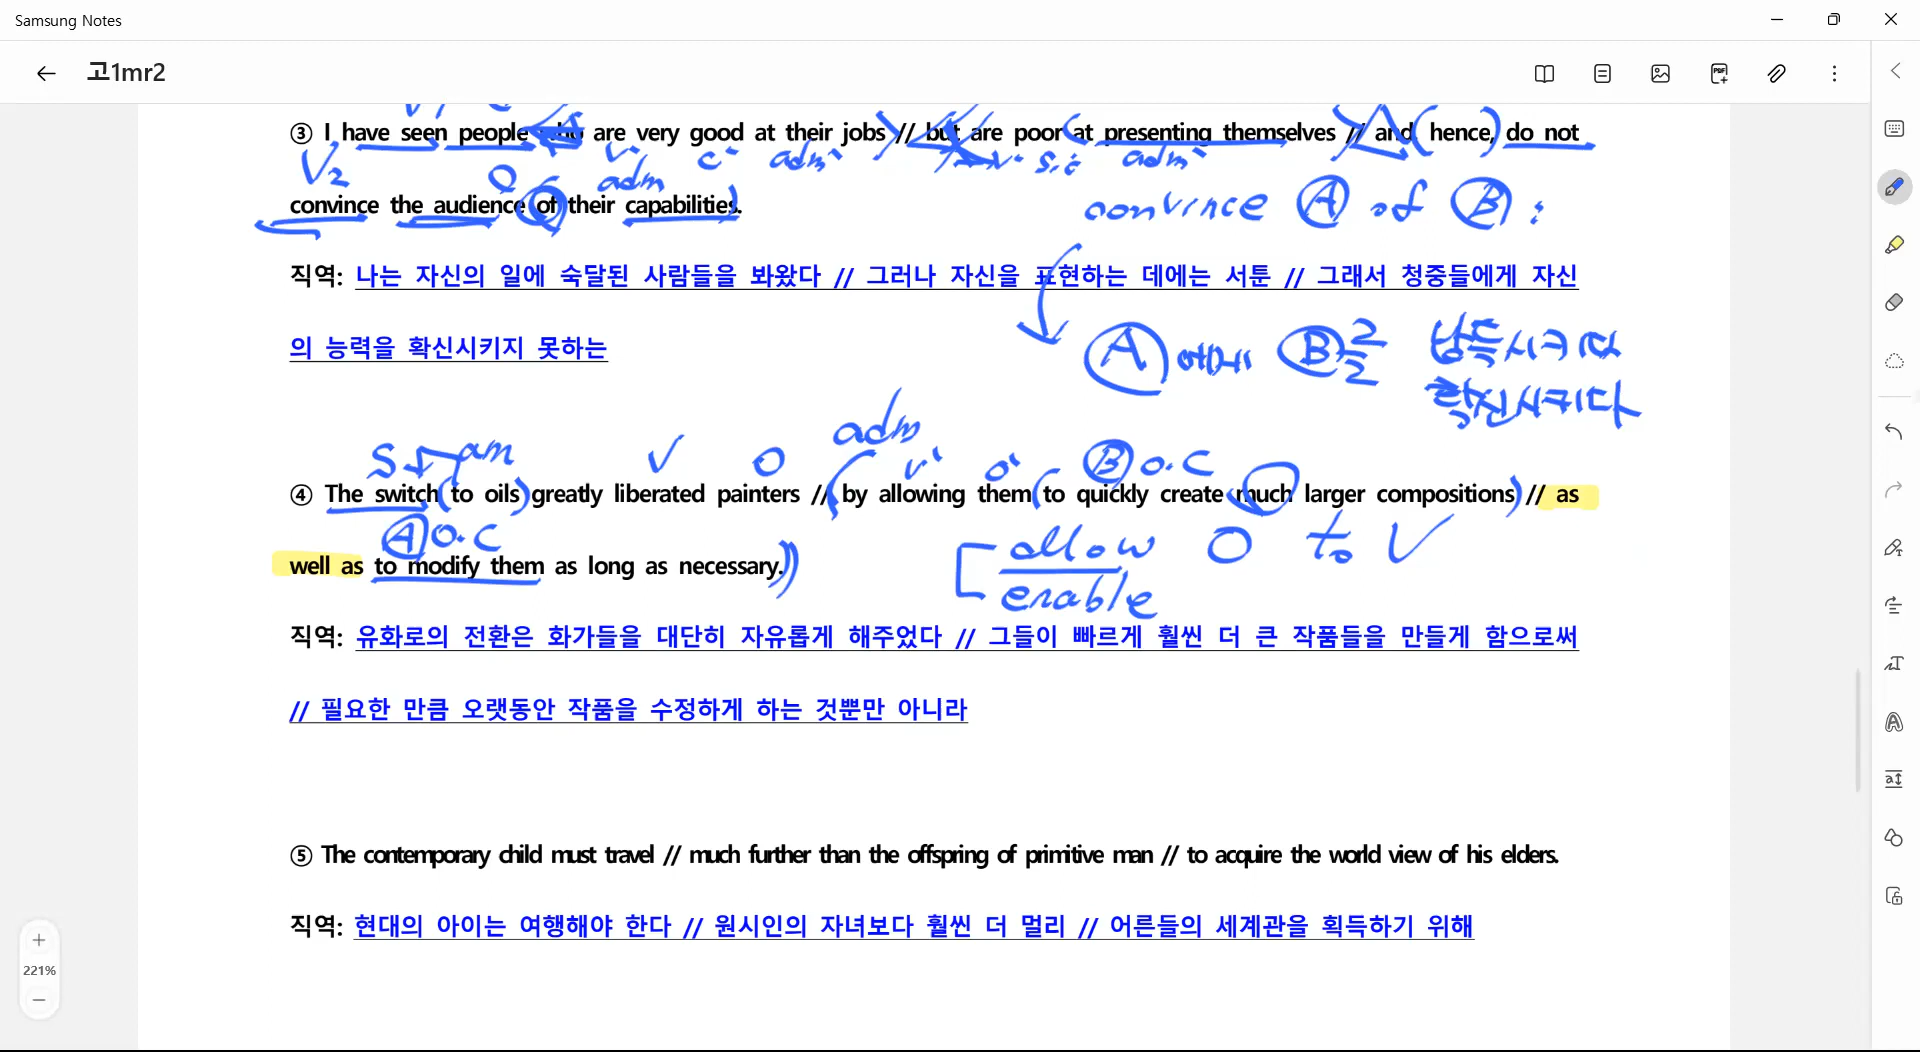 Samsung Notes
고1mr2
③ I have seen people who are very good at their jobs // but are poor at presenting themselves // and, hence, do not
V2 O adm v' c' adm' v' s.c adm'
convince the audience of their capabilities.
convince A of B :
직역: 나는 자신의 일에 숙달된 사람들을 봐왔다 // 그러나 자신을 표현하는 데에는 서툰 // 그래서 청중들에게 자신
의 능력을 확신시키지 못하는
A 에게 B를 납득시키다
확신시키다
S am V O adm v' o' B O.C
④ The switch to oils greatly liberated painters // by allowing them to quickly create much larger compositions // as
A O.C
well as to modify them as long as necessary.
allow O to V
enable
직역: 유화로의 전환은 화가들을 대단히 자유롭게 해주었다 // 그들이 빠르게 훨씬 더 큰 작품들을 만들게 함으로써
// 필요한 만큼 오랫동안 작품을 수정하게 하는 것뿐만 아니라
⑤ The contemporary child must travel // much further than the offspring of primitive man // to acquire the world view of his elders.
직역: 현대의 아이는 여행해야 한다 // 원시인의 자녀보다 훨씬 더 멀리 // 어른들의 세계관을 획득하기 위해
221%